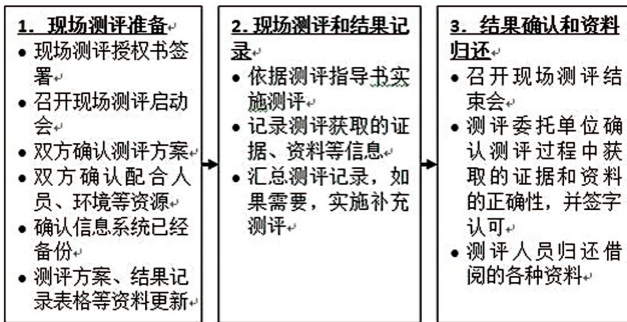 1. 现场测评准备
• 现场测评授权书签
署
• 召开现场测评启动
会
• 双方确认测评方案
• 双方确认配合人
员、环境等资源
• 确认信息系统已经
备份
• 测评方案、结果记
录表格等资料更新
2. 现场测评和结果记
录
• 依据测评指导书实
施测评
• 记录测评获取的证
据、资料等信息
• 汇总测评记录，如
果需要，实施补充
测评
3. 结果确认和资料
归还
• 召开现场测评结
束会
• 测评委托单位确
认测评过程中获
取的证据和资料
的正确性，并签字
认可
• 测评人员归还借
阅的各种资料